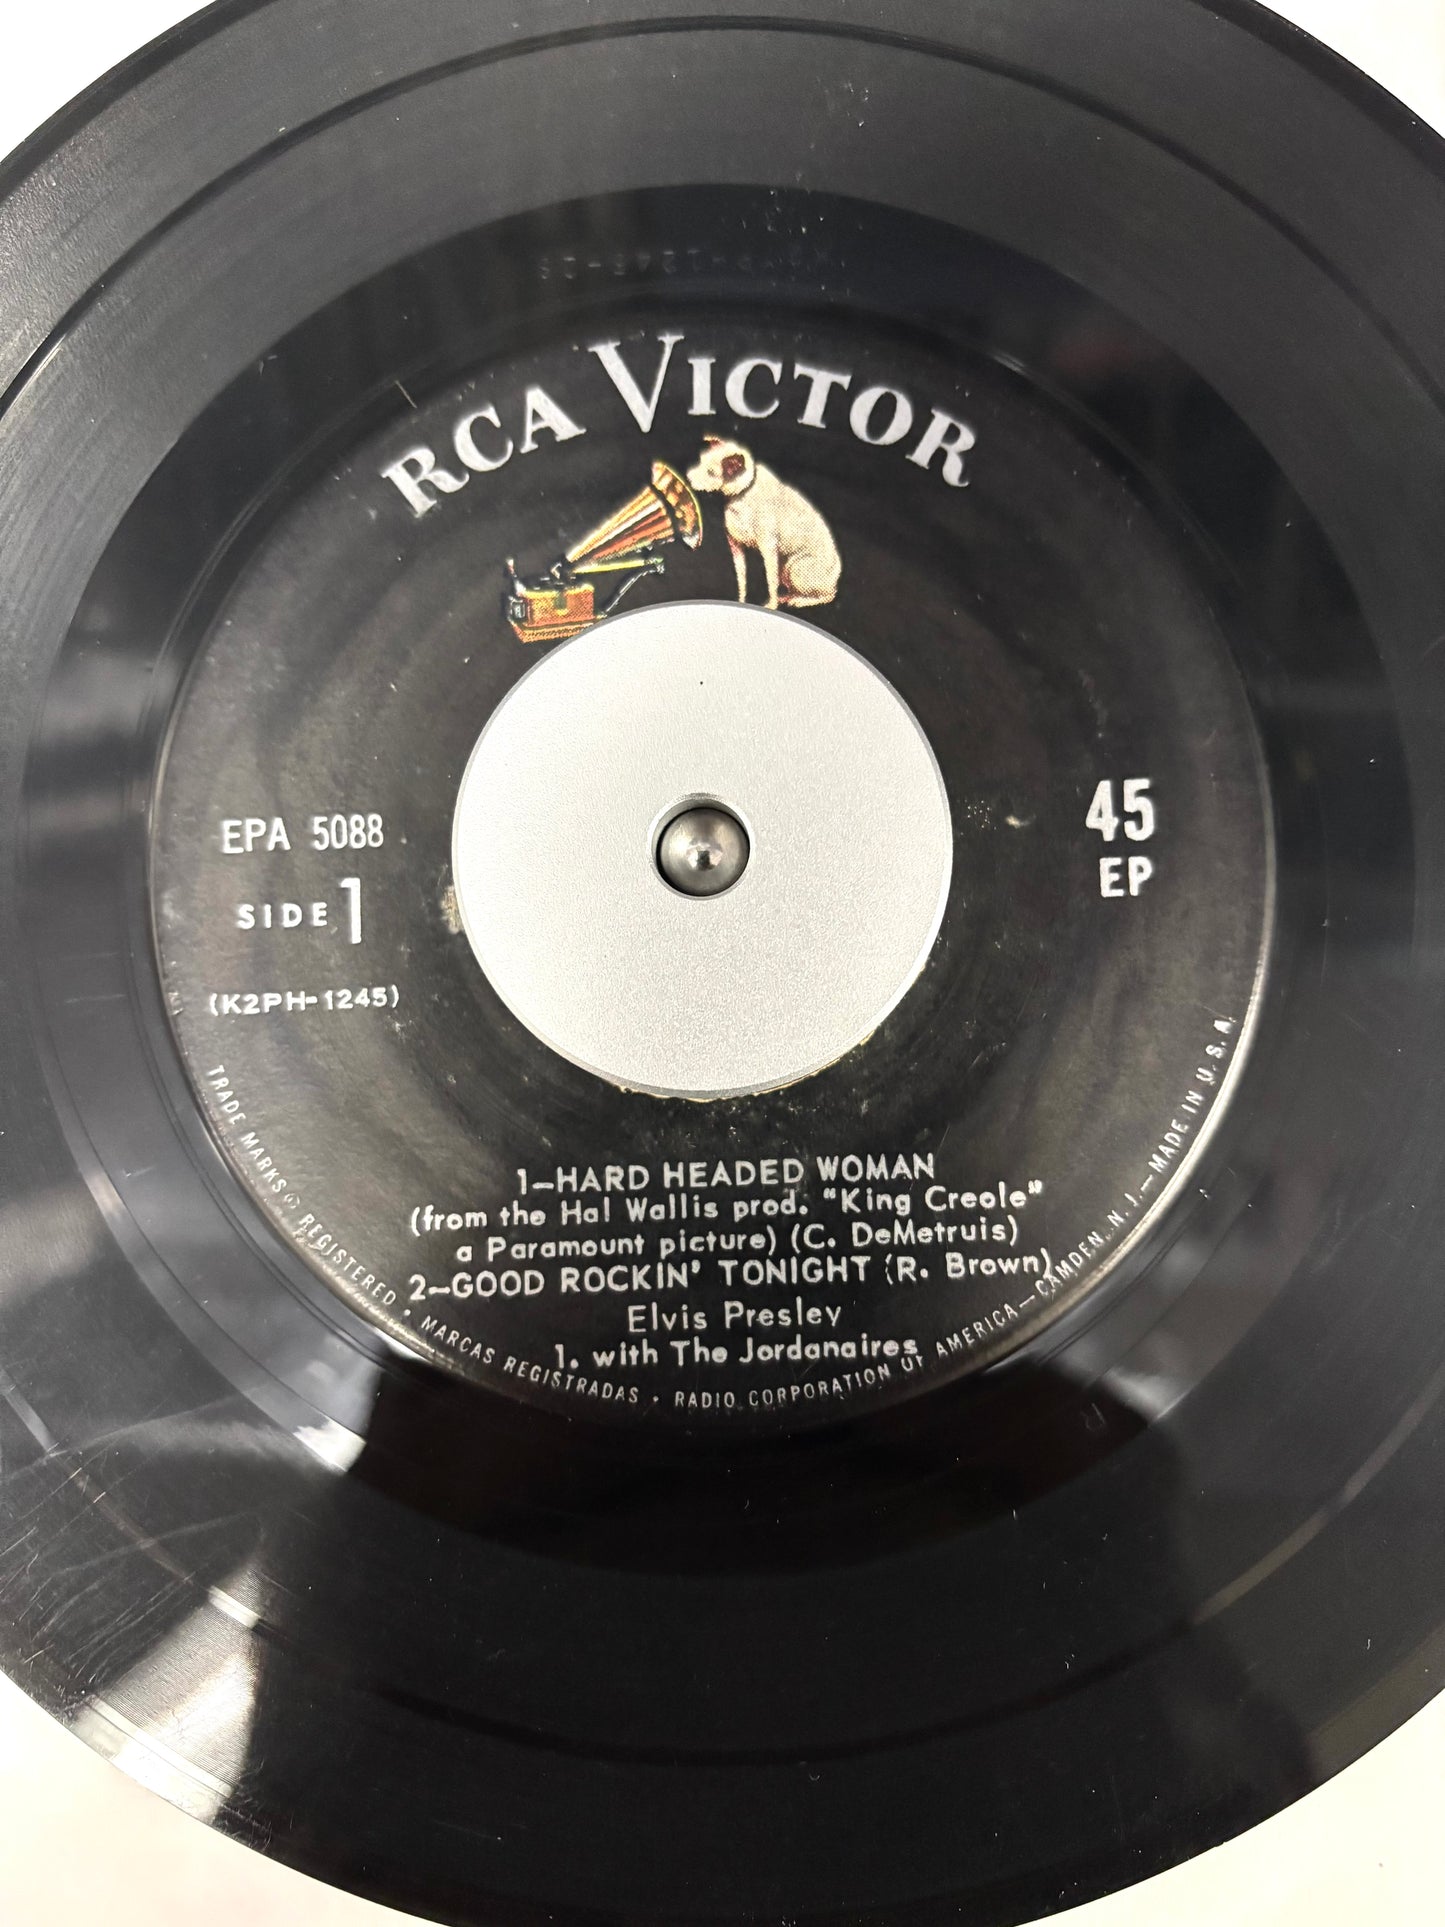 RCA VICTOR
EPA 5088
SIDE 1
(K2PH-1245)
45
EP
1-HARD HEADED WOMAN
(from the Hal Wallis prod. "King Creole"
a Paramount picture) (C. DeMetruis)
2-GOOD ROCKIN' TONIGHT (R. Brown)
Elvis Presley
1. with The Jordanaires
TRADE MARKS ® REGISTERED • MARCAS REGISTRADAS • RADIO CORPORATION OF AMERICA—CAMDEN, N. J.—MADE IN U. S. A.